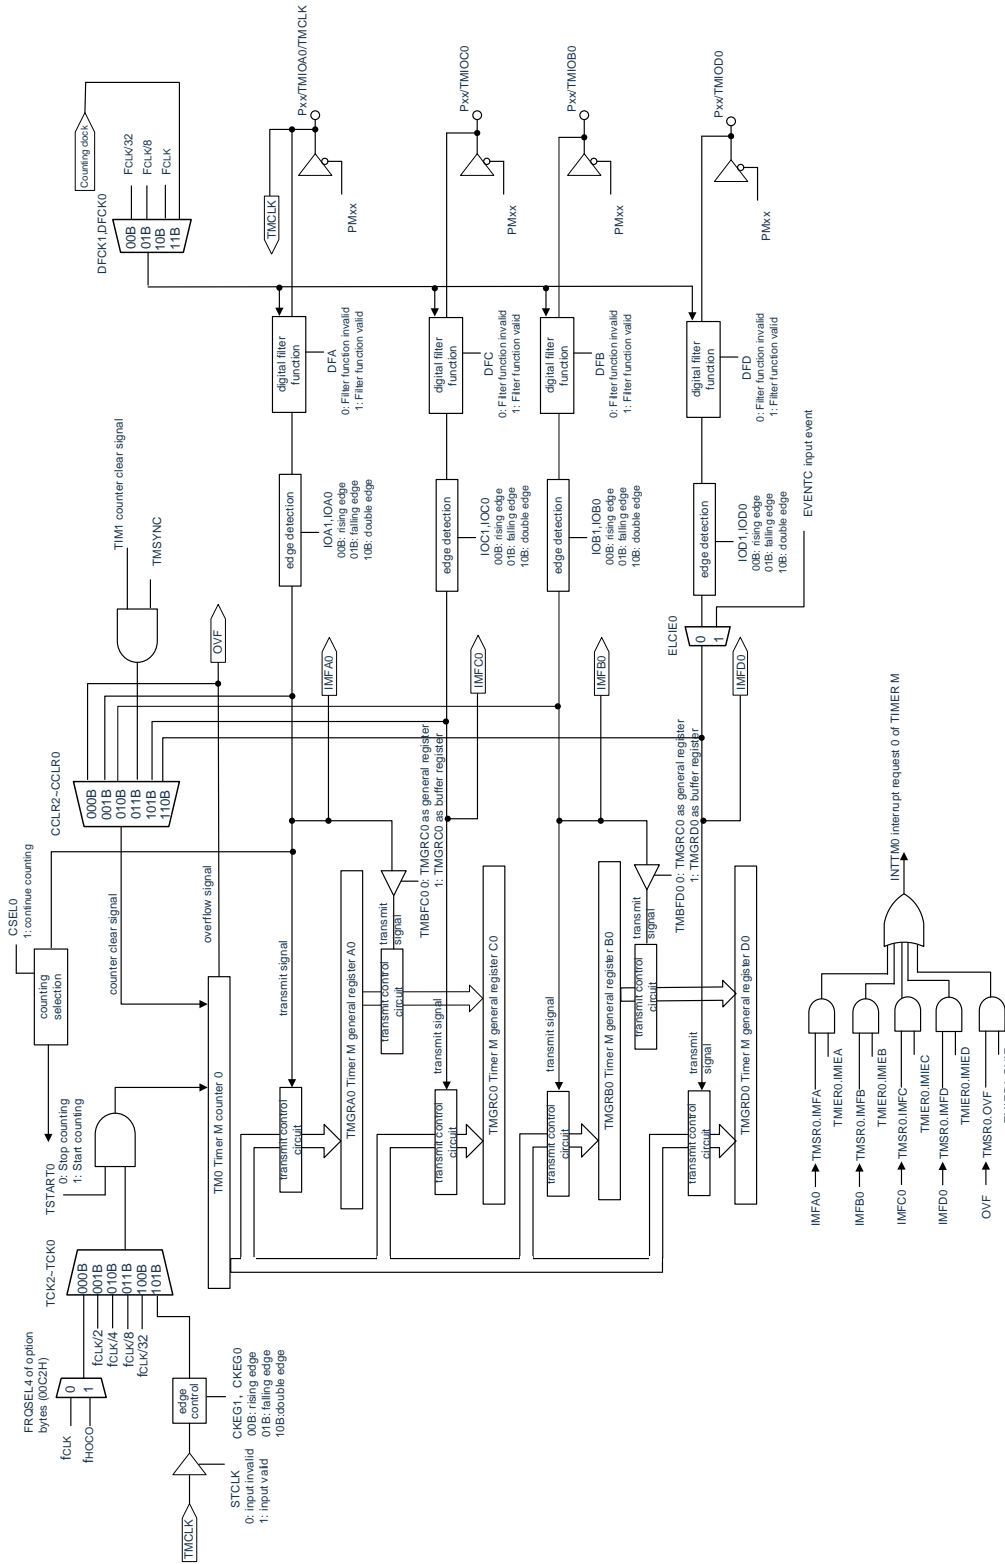 FRQSEL4 of option
bytes (00C2H)
fCLK
fHOCO
0
1
TCK2~TCK0
000B
001B
010B
011B
100B
101B
fCLK/2
fCLK/4
fCLK/8
fCLK/32
TMCLK
STCLK
0: input invalid
1: input valid
edge
control
CKEG1, CKEG0
00B: rising edge
01B: falling edge
10B:double edge
TSTART0
0: Stop counting
1: Start counting
counting
selection
CSEL0
1: continue counting
counter clear signal
CCLR2~CCLR0
000B
001B
010B
011B
101B
110B
TIM1 counter clear signal
TMSYNC
OVF
overflow signal
TM0 Timer M counter 0
DFCK1,DFCK0
00B
01B
10B
11B
Counting clock
FCLK/32
FCLK/8
FCLK
transmit signal
transmit control
circuit
TMGRA0 Timer M general register A0
IMFA0
edge detection
IOA1,IOA0
00B: rising edge
01B: falling edge
10B: double edge
digital filter
function
DFA
0: Filter function invalid
1: Filter function valid
TMCLK
Pxx/TMIOA0/TMCLK
PMxx
TMBFC0 0: TMGRC0 as general register
1: TMGRC0 as buffer register
transmit
signal
transmit control
circuit
transmit signal
transmit control
circuit
TMGRC0 Timer M general register C0
IMFC0
edge detection
IOC1,IOC0
00B: rising edge
01B: falling edge
10B: double edge
digital filter
function
DFC
0: Filter function invalid
1: Filter function valid
Pxx/TMIOC0
PMxx
transmit signal
transmit control
circuit
TMGRB0 Timer M general register B0
IMFB0
edge detection
IOB1,IOB0
00B: rising edge
01B: falling edge
10B: double edge
digital filter
function
DFB
0: Filter function invalid
1: Filter function valid
Pxx/TMIOB0
PMxx
TMBFD0 0: TMGRC0 as general register
1: TMGRD0 as buffer register
transmit
signal
transmit control
circuit
transmit
signal
transmit control
circuit
TMGRD0 Timer M general register D0
IMFD0
ELCIE0
0
1
edge detection
IOD1,IOD0
00B: rising edge
01B: falling edge
10B: double edge
EVENTC input event
digital filter
function
DFD
0: Filter function invalid
1: Filter function valid
Pxx/TMIOD0
PMxx
IMFA0
TMSR0.IMFA
TMIER0.IMIEA
IMFB0
TMSR0.IMFB
TMIER0.IMIEB
IMFC0
TMSR0.IMFC
TMIER0.IMIEC
IMFD0
TMSR0.IMFD
TMIER0.IMIED
OVF
TMSR0.OVF
INTTM0 interrupt request 0 of TIMER M